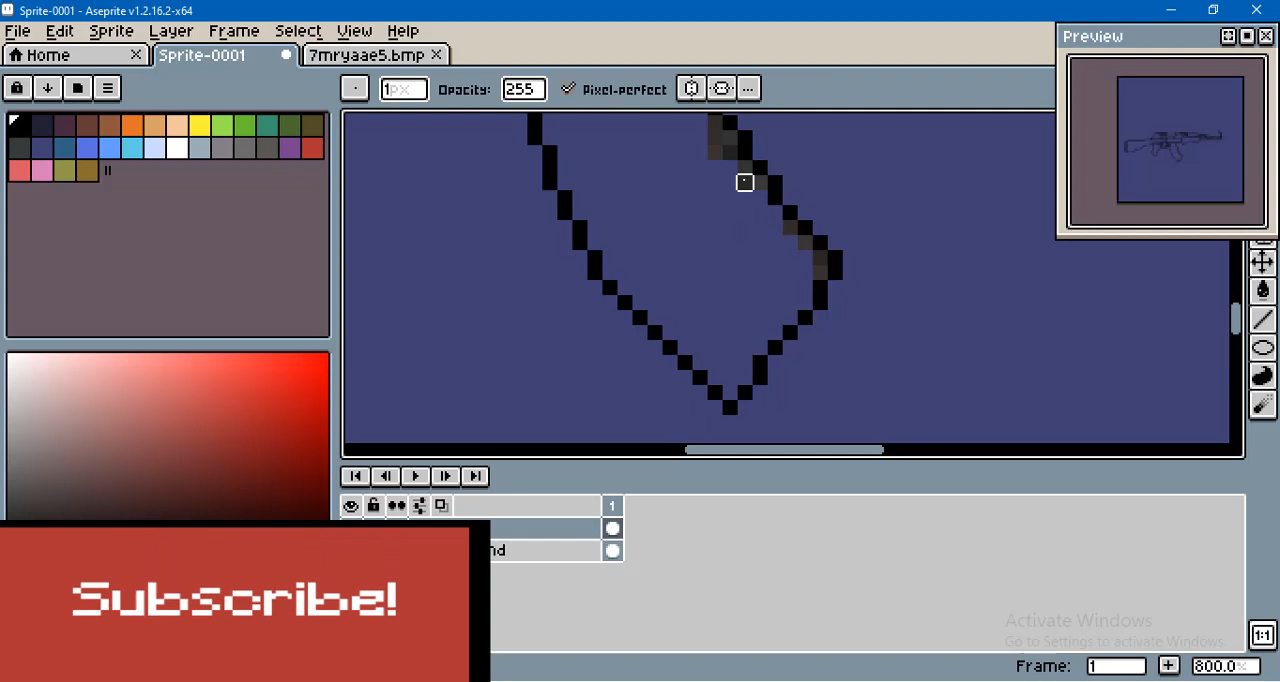 Sprite-0001 - Aseprite v1.2.16.2-x64
File Edit Sprite Layer Frame Select View Help
Preview
Home Sprite-0001 7mryaae5.bmp
1px Opacity: 255 Pixel-perfect
1
nd
Subscribe!
Activate Windows
Go to Settings to activate Windows.
1:1
Frame: 1 + 800.0%